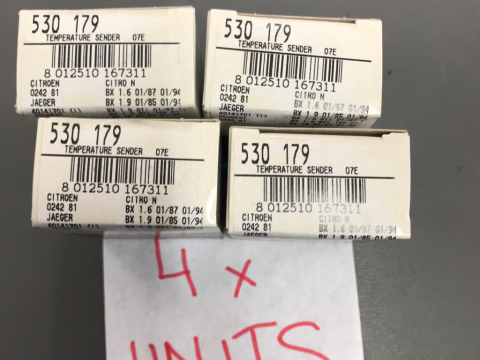 530 179
TEMPERATURE SENDER 07E
8 012510 167311
CITROEN CITRO N
0242 81 BX 1.6 01/87 01/94
JAEGER BX 1.9 01/85 01/94
40161701 (1)
530 179
TEMPERATURE SENDER 07E
8 012510 167311
CITROEN CITRO N
0242 81 BX 1.6 01/87 01/94
JAEGER BX 1.9 01/85 01/94
530 179
TEMPERATURE SENDER 07E
8 012510 167311
CITROEN CITRO N
0242 81 BX 1.6 01/87 01/94
JAEGER BX 1.9 01/85 01/94
40161701 (1)
530 179
TEMPERATURE SENDER 07E
8 012510 167311
CITROEN CITRO N
0242 81 BX 1.6 01/87 01/94
JAEGER BX 1.9 01/85 01/94
4 x
UNITS